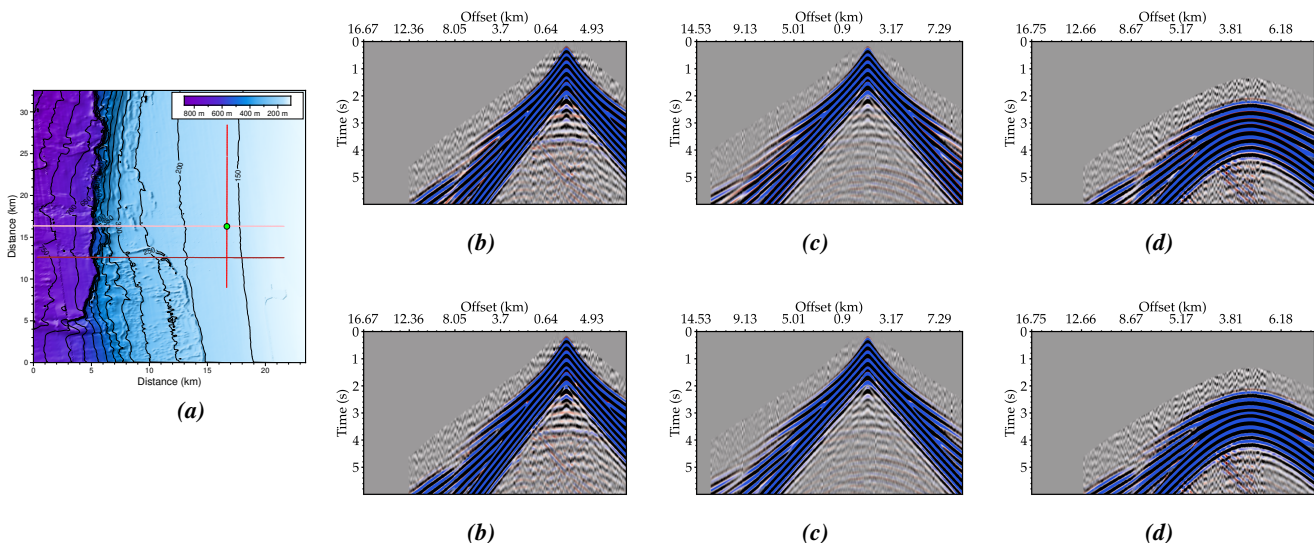 800 m 600 m 400 m 200 m
200
150
200
250
Distance (km)
0
5
10
15
20
25
30
0 5 10 15 20
Distance (km)
(a)
Offset (km)
16.67 12.36 8.05 3.7 0.64 4.93
Time (s)
0
1
2
3
4
5
(b)
Offset (km)
14.53 9.13 5.01 0.9 3.17 7.29
Time (s)
0
1
2
3
4
5
(c)
Offset (km)
16.75 12.66 8.67 5.17 3.81 6.18
Time (s)
0
1
2
3
4
5
(d)
Offset (km)
16.67 12.36 8.05 3.7 0.64 4.93
Time (s)
0
1
2
3
4
5
(b)
Offset (km)
14.53 9.13 5.01 0.9 3.17 7.29
Time (s)
0
1
2
3
4
5
(c)
Offset (km)
16.75 12.66 8.67 5.17 3.81 6.18
Time (s)
0
1
2
3
4
5
(d)